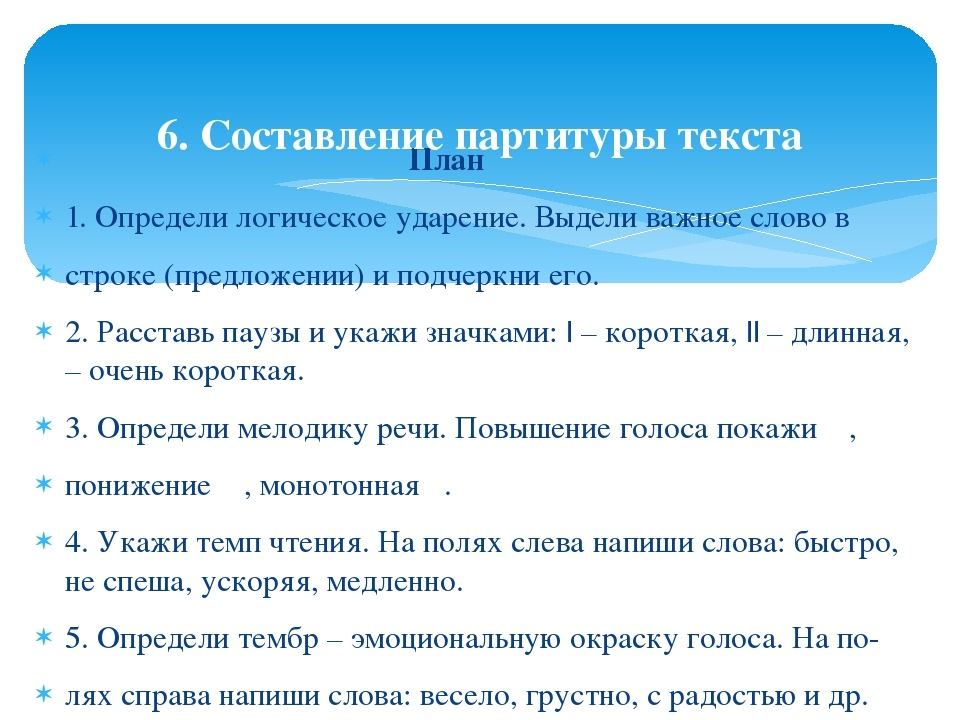 6. Составление партитуры текста
План
1. Определи логическое ударение. Выдели важное слово в
строке (предложении) и подчеркни его.
2. Расставь паузы и укажи значками: I – короткая, II – длинная,
– очень короткая.
3. Определи мелодику речи. Повышение голоса покажи ,
понижение , монотонная .
4. Укажи темп чтения. На полях слева напиши слова: быстро,
не спеша, ускоряя, медленно.
5. Определи тембр – эмоциональную окраску голоса. На по-
лях справа напиши слова: весело, грустно, с радостью и др.